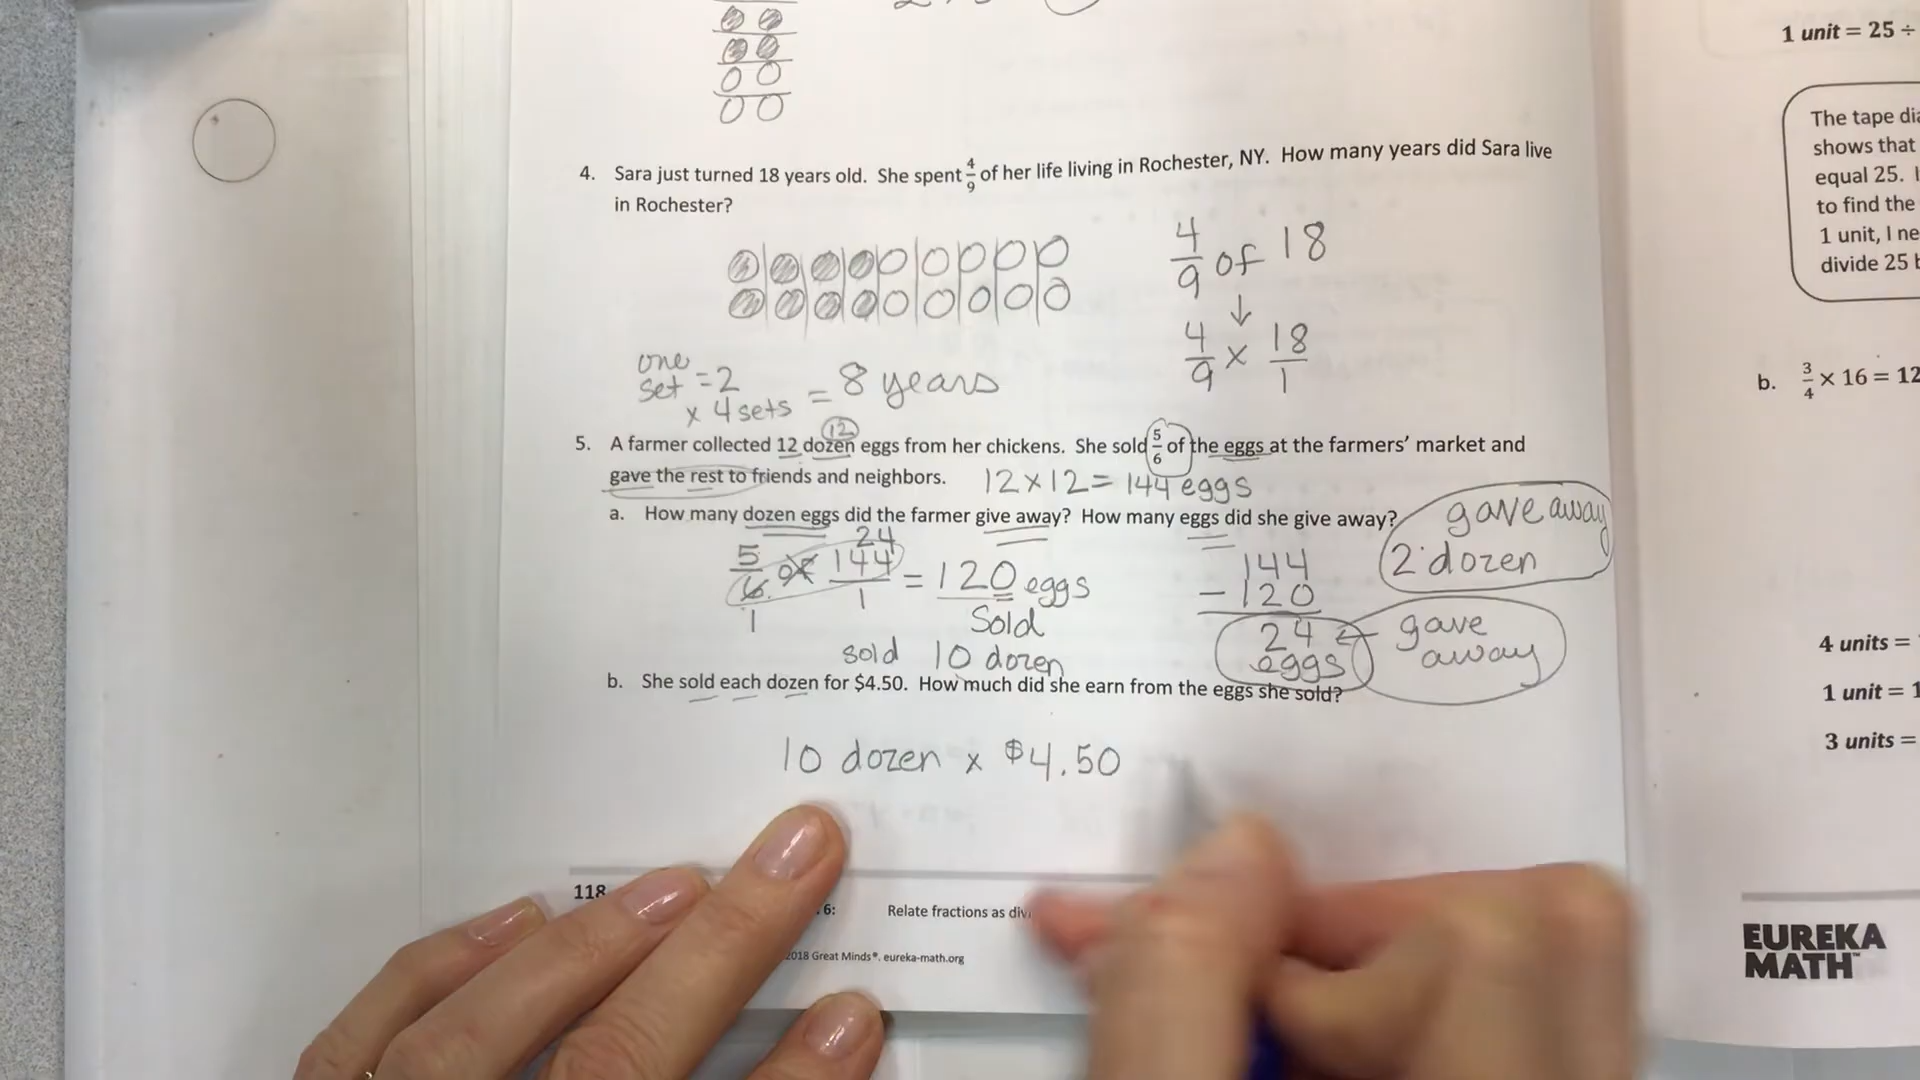 4. Sara just turned 18 years old. She spent 4/9 of her life living in Rochester, NY. How many years did Sara live
in Rochester?
4/9 of 18
↓
4/9 x 18/1
one
set = 2
x 4 sets = 8 years
12
5. A farmer collected 12 dozen eggs from her chickens. She sold 5/6 of the eggs at the farmers' market and
gave the rest to friends and neighbors. 12 x 12 = 144 eggs
a. How many dozen eggs did the farmer give away? How many eggs did she give away?
gave away
2 dozen
24
5/6 of 144/1 = 120 eggs
1
Sold
sold 10 dozen
144
- 120
24 ← gave
eggs away
b. She sold each dozen for $4.50. How much did she earn from the eggs she sold?
10 dozen x $4.50
118
6: Relate fractions as
2018 Great Minds®. eureka-math.org
1 unit = 25 ÷
The tape
shows that
equal 25.
to find the
1 unit, I
divide 25
b. 3/4 × 16 = 12
4 units =
1 unit = 1
3 units =
EUREKA
MATH™